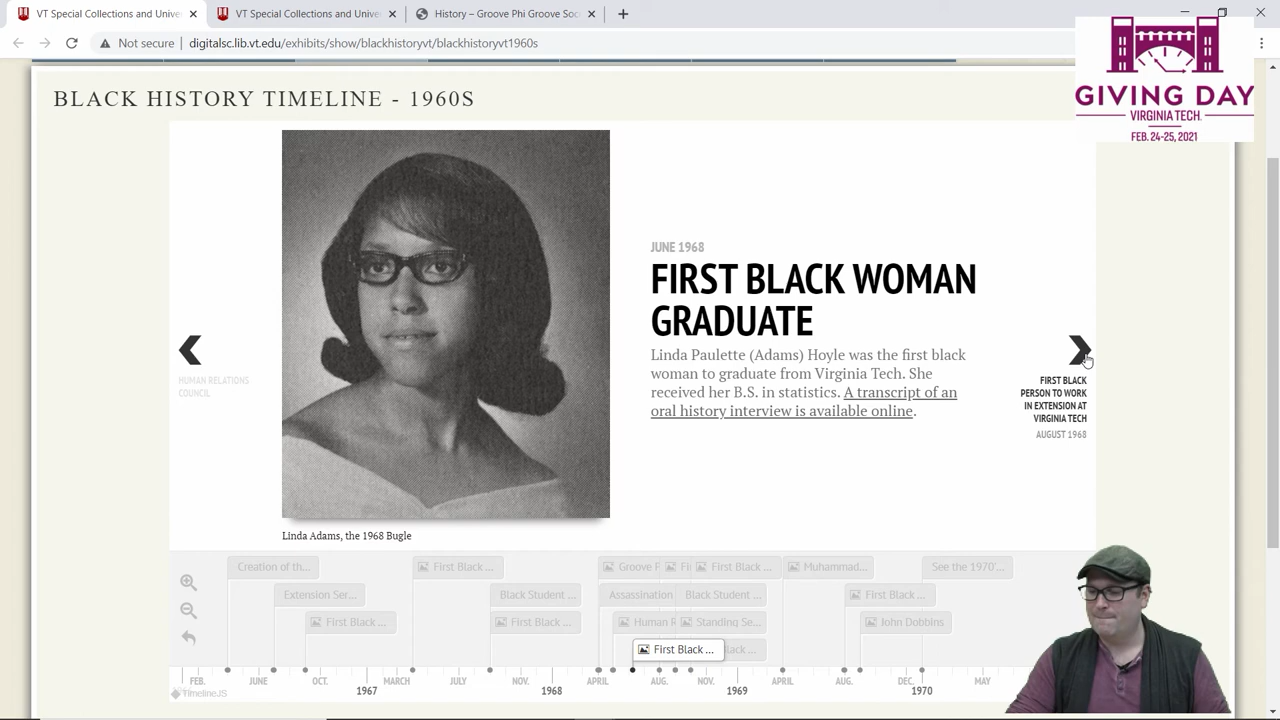 VT Special Collections and Unive
VT Special Collections and Unive
History – Groove Phi Groove Soc
Not secure
digitalsc.lib.vt.edu/exhibits/show/blackhistoryvt/blackhistoryvt1960s
GIVING DAY
VIRGINIA TECH.
FEB. 24-25, 2021
BLACK HISTORY TIMELINE - 1960S
JUNE 1968
FIRST BLACK WOMAN
GRADUATE
Linda Paulette (Adams) Hoyle was the first black
woman to graduate from Virginia Tech. She
received her B.S. in statistics. A transcript of an
oral history interview is available online.
HUMAN RELATIONS
COUNCIL
FIRST BLACK
PERSON TO WORK
IN EXTENSION AT
VIRGINIA TECH
AUGUST 1968
Linda Adams, the 1968 Bugle
Creation of th...
First Black ...
Groove P
Fi
First Black ...
Muhammad...
See the 1970'...
Extension Ser...
Black Student ...
Assassination
Black Student ...
First Black ...
First Black ...
First Black ...
Human R
Standing Se...
John Dobbins
First Black ...
lack ...
FEB. JUNE OCT. MARCH JULY NOV. APRIL AUG. NOV. APRIL AUG. DEC. MAY
1967 1968 1969 1970
TimelineJS